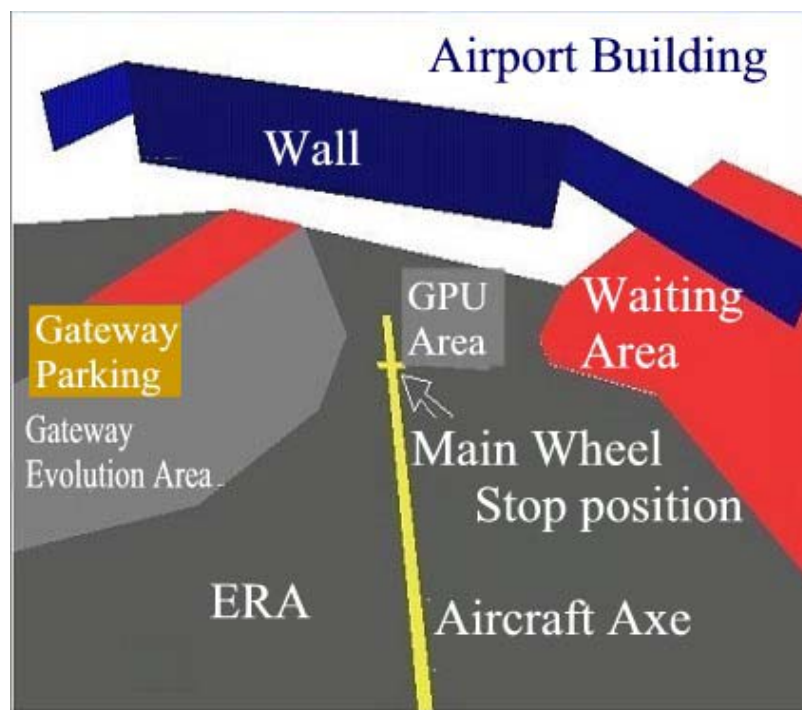 Airport Building
Wall
GPU
Area
Waiting
Area
Gateway
Parking
Gateway
Evolution Area
Main Wheel
Stop position
ERA
Aircraft Axe